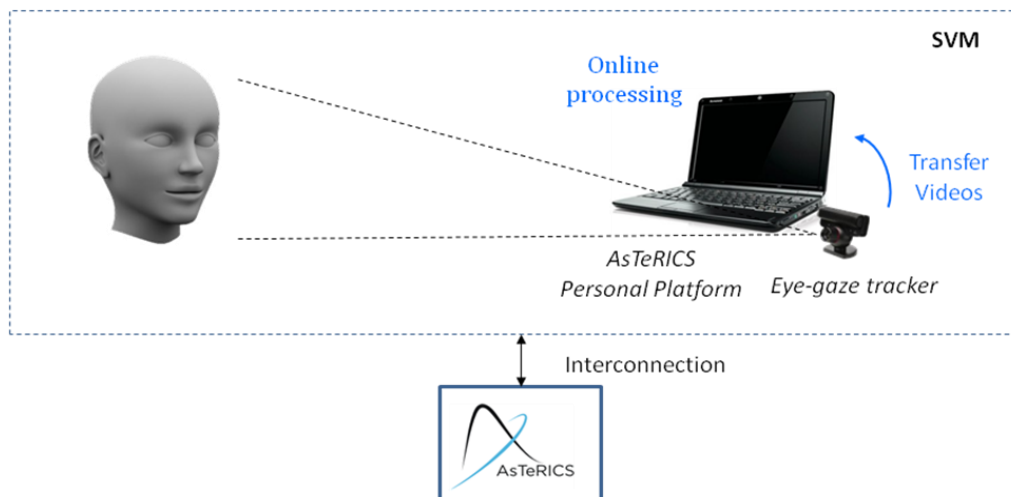 SVM
Online
processing
Transfer
Videos
AsTeRICS
Personal Platform
Eye-gaze tracker
Interconnection
AsTeRICS